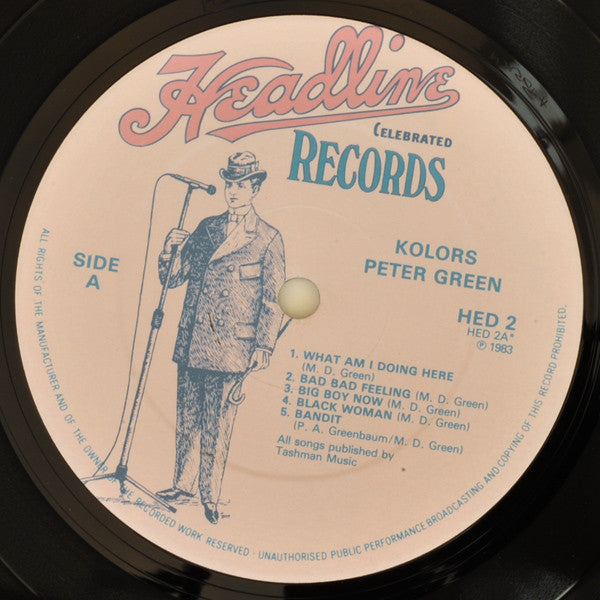 Headline
CELEBRATED
RECORDS
KOLORS
PETER GREEN
SIDE
A
HED 2
HED 2A*
℗ 1983
1. WHAT AM I DOING HERE
(M. D. Green)
2. BAD BAD FEELING (M. D. Green)
3. BIG BOY NOW (M. D. Green)
4. BLACK WOMAN (M. D. Green)
5. BANDIT
(P. A. Greenbaum/M. D. Green)
All songs published by
Tashman Music
ALL RIGHTS OF THE MANUFACTURER AND OF THE OWNER RECORDED WORK RESERVED · UNAUTHORISED PUBLIC PERFORMANCE BROADCASTING AND COPYING OF THIS RECORD PROHIBITED.